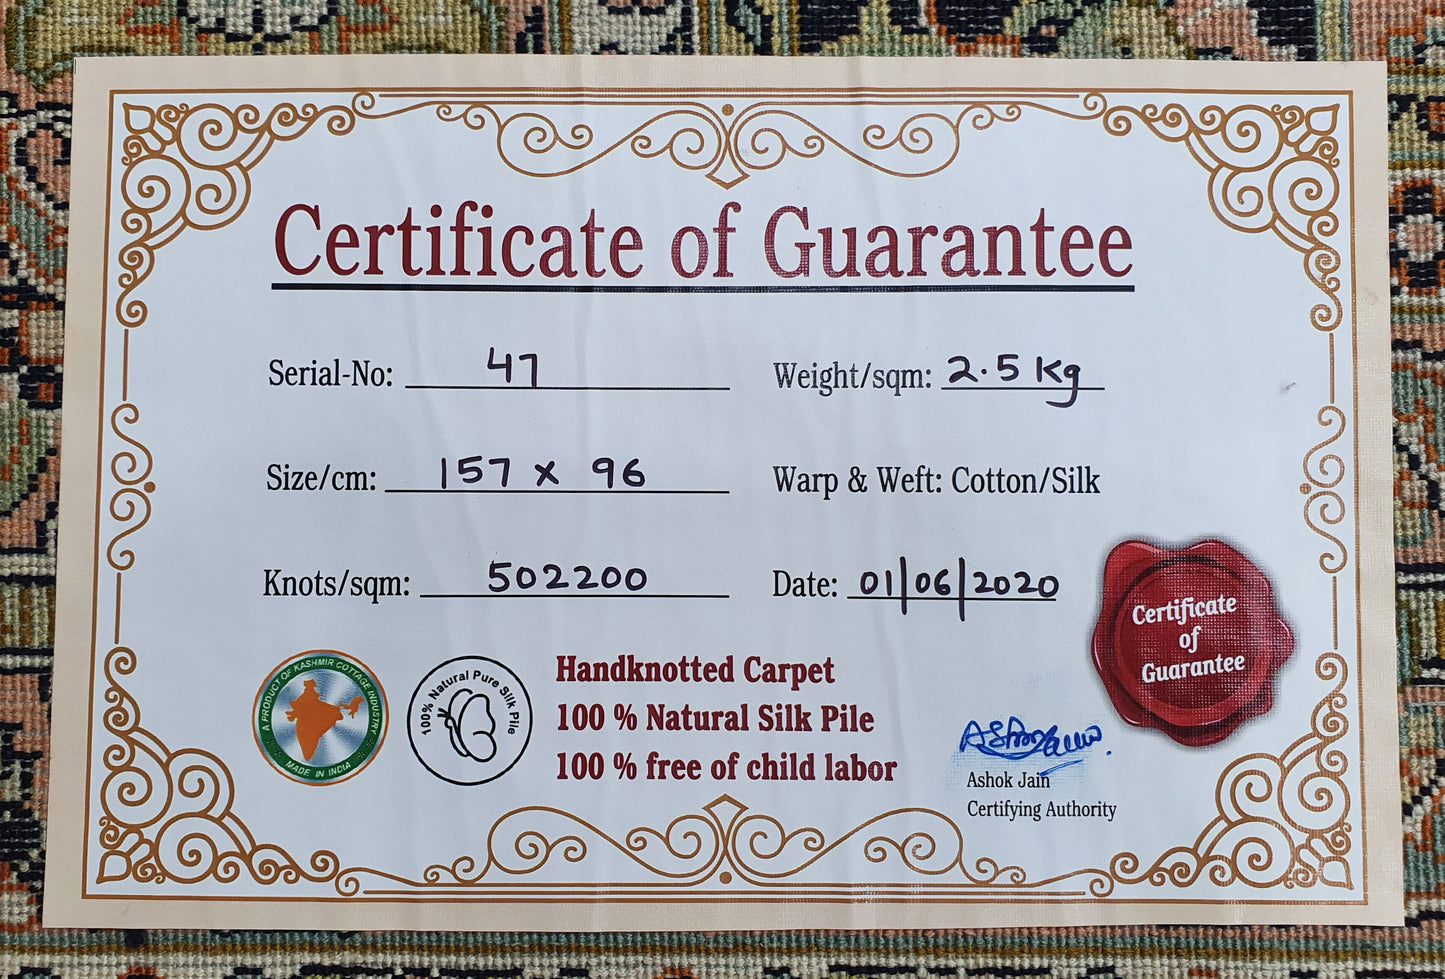 Certificate of Guarantee
Serial-No: 47
Weight/sqm: 2.5 Kg
Size/cm: 157 x 96
Warp & Weft: Cotton/Silk
Knots/sqm: 502200
Date: 01/06/2020
Certificate
of
Guarantee
A PRODUCT OF KASHMIR COTTAGE INDUSTRY
MADE IN INDIA
100% Natural Pure Silk Pile
Handknotted Carpet
100 % Natural Silk Pile
100 % free of child labor
Ashok Jain
Certifying Authority